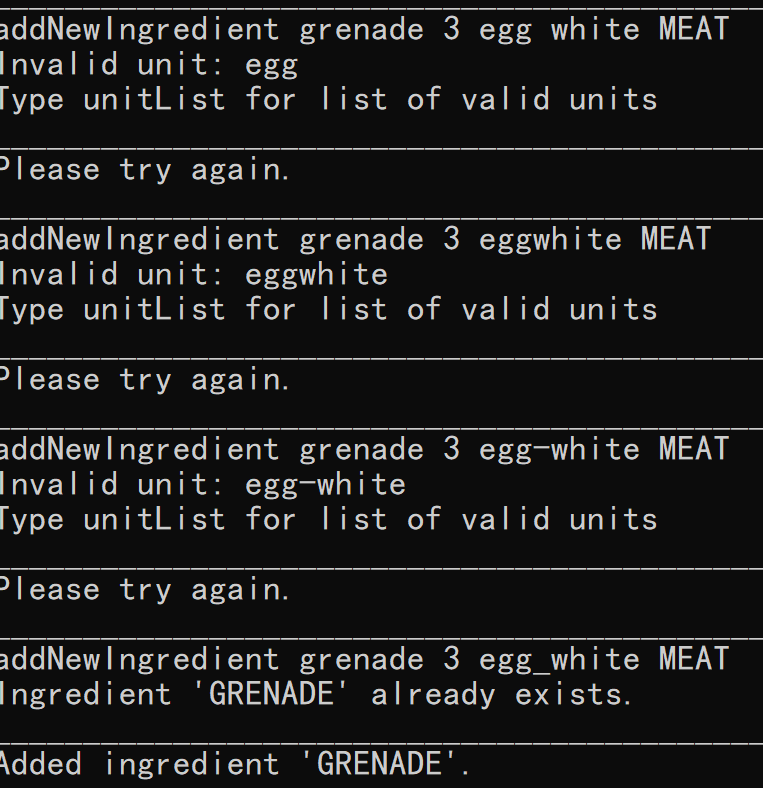 addNewIngredient grenade 3 egg white MEAT
Invalid unit: egg
Type unitList for list of valid units
Please try again.
addNewIngredient grenade 3 eggwhite MEAT
Invalid unit: eggwhite
Type unitList for list of valid units
Please try again.
addNewIngredient grenade 3 egg-white MEAT
Invalid unit: egg-white
Type unitList for list of valid units
Please try again.
addNewIngredient grenade 3 egg_white MEAT
Ingredient 'GRENADE' already exists.
Added ingredient 'GRENADE'.